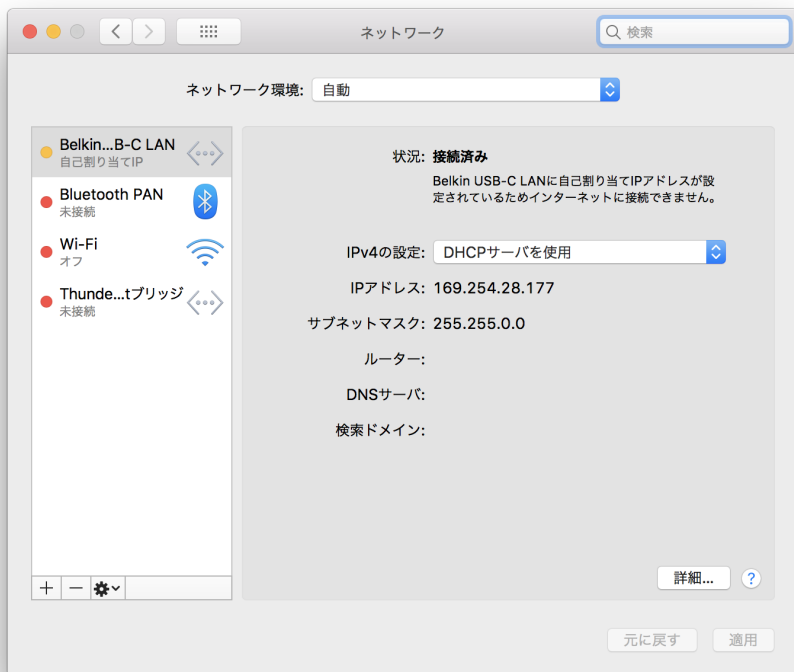 ネットワーク
検索
ネットワーク環境: 自動
Belkin...B-C LAN
自己割り当てIP
Bluetooth PAN
未接続
Wi-Fi
オフ
Thunde...tブリッジ
未接続
状況: 接続済み
Belkin USB-C LANに自己割り当てIPアドレスが設
定されているためインターネットに接続できません。
IPv4の設定: DHCPサーバを使用
IPアドレス: 169.254.28.177
サブネットマスク: 255.255.0.0
ルーター:
DNSサーバ:
検索ドメイン:
詳細...
?
元に戻す
適用